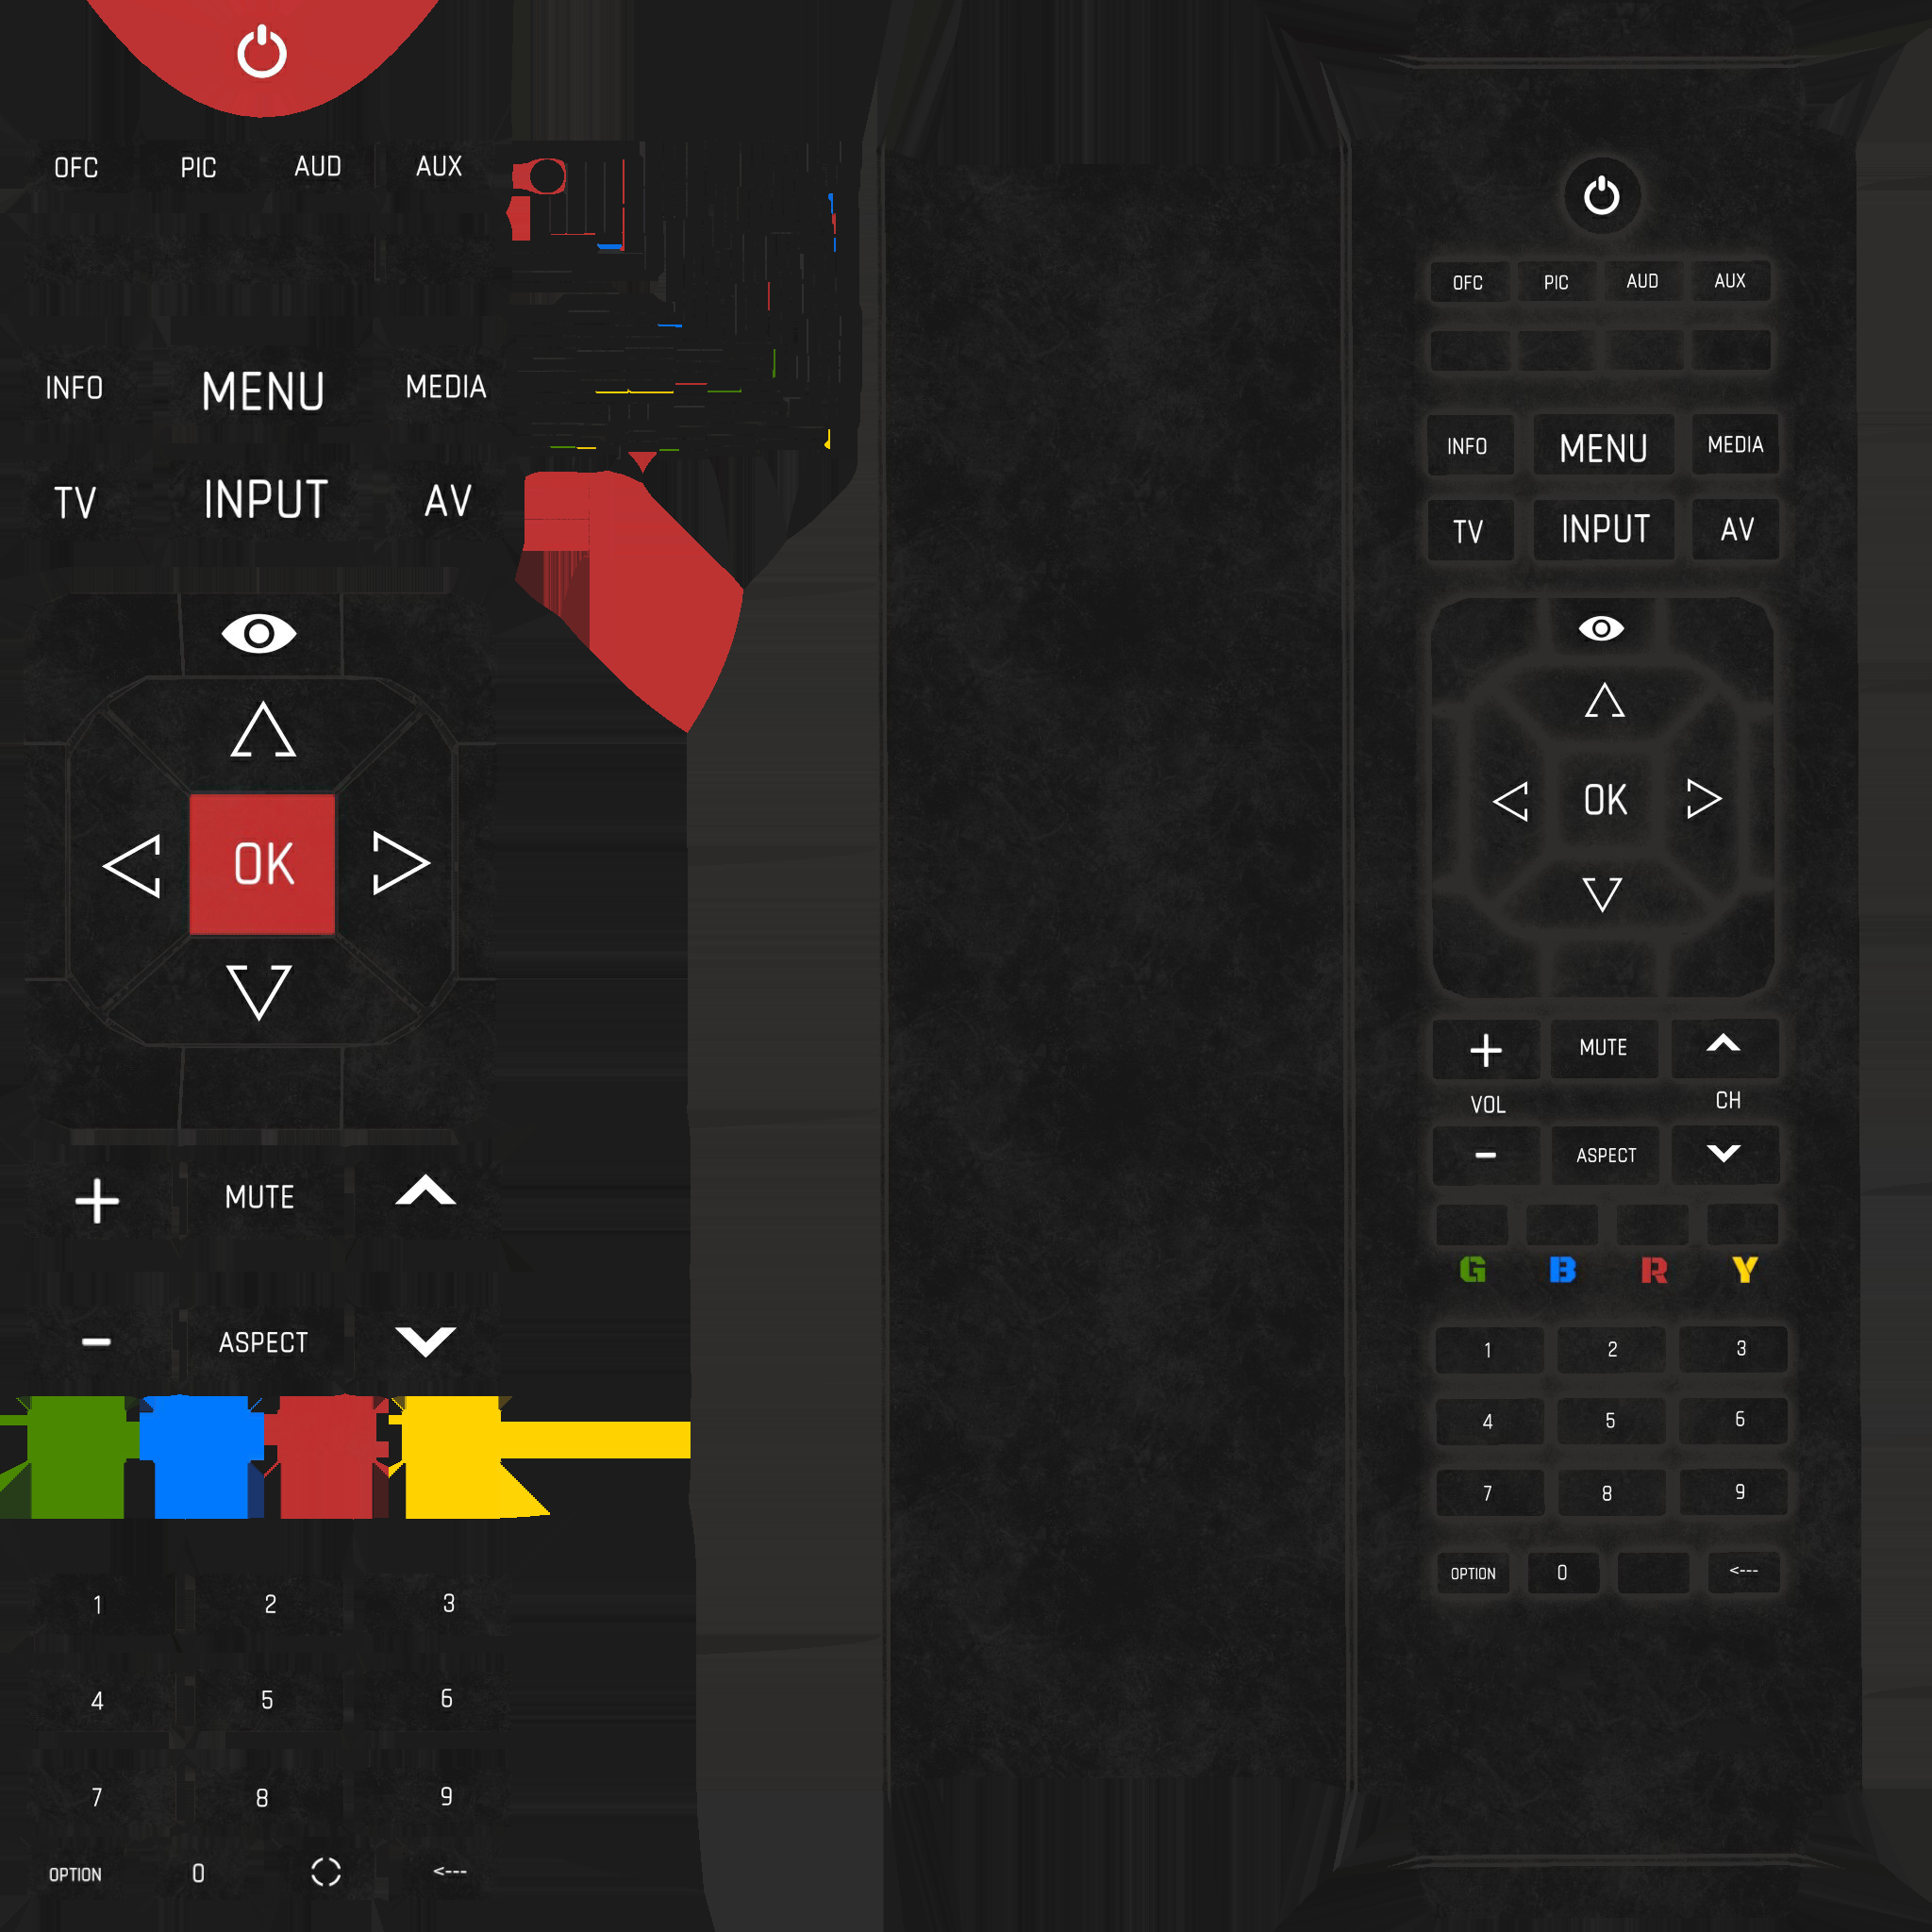 OFC PIC AUD AUX
INFO MENU MEDIA
TV INPUT AV
OK
+ MUTE
- ASPECT
1 2 3
4 5 6
7 8 9
OPTION 0 <---
OFC PIC AUD AUX
INFO MENU MEDIA
TV INPUT AV
OK
+ MUTE
VOL CH
- ASPECT
G B R Y
1 2 3
4 5 6
7 8 9
OPTION 0 <---